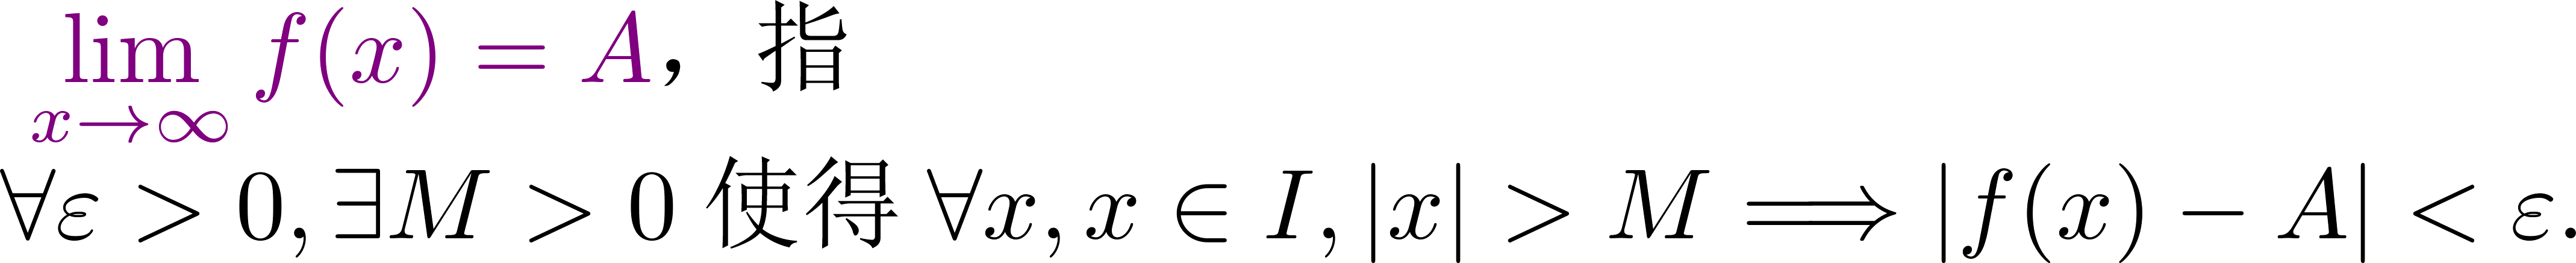 lim_{x→∞} f(x) = A，指
∀ε > 0, ∃M > 0 使得 ∀x, x ∈ I, |x| > M ⟹ |f(x) − A| < ε.